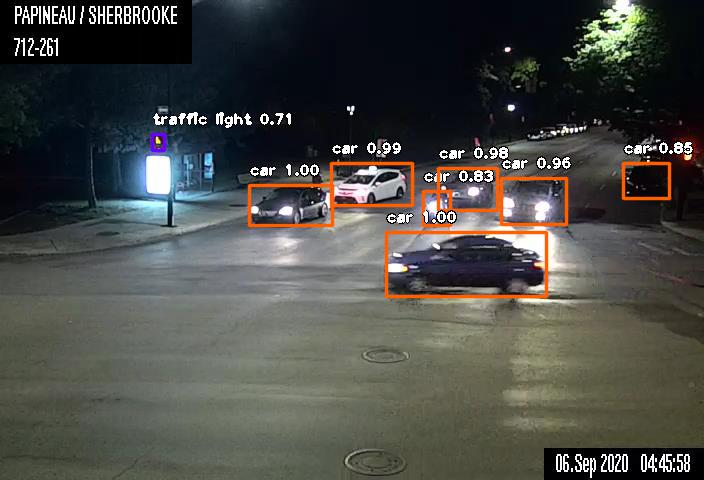 PAPINEAU / SHERBROOKE
712-261
traffic light 0.71
car 0.99
car 0.98
car 0.85
car 1.00
car 0.83
car 0.96
car 1.00
06.Sep 2020 04:45:58